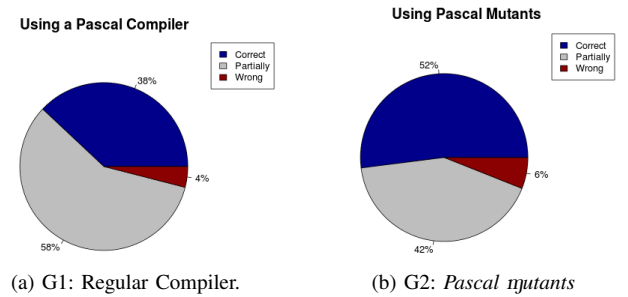 Using a Pascal Compiler
Correct
Partially
Wrong
38%
4%
58%
(a) G1: Regular Compiler.
Using Pascal Mutants
Correct
Partially
Wrong
52%
6%
42%
(b) G2: Pascal ɱutants